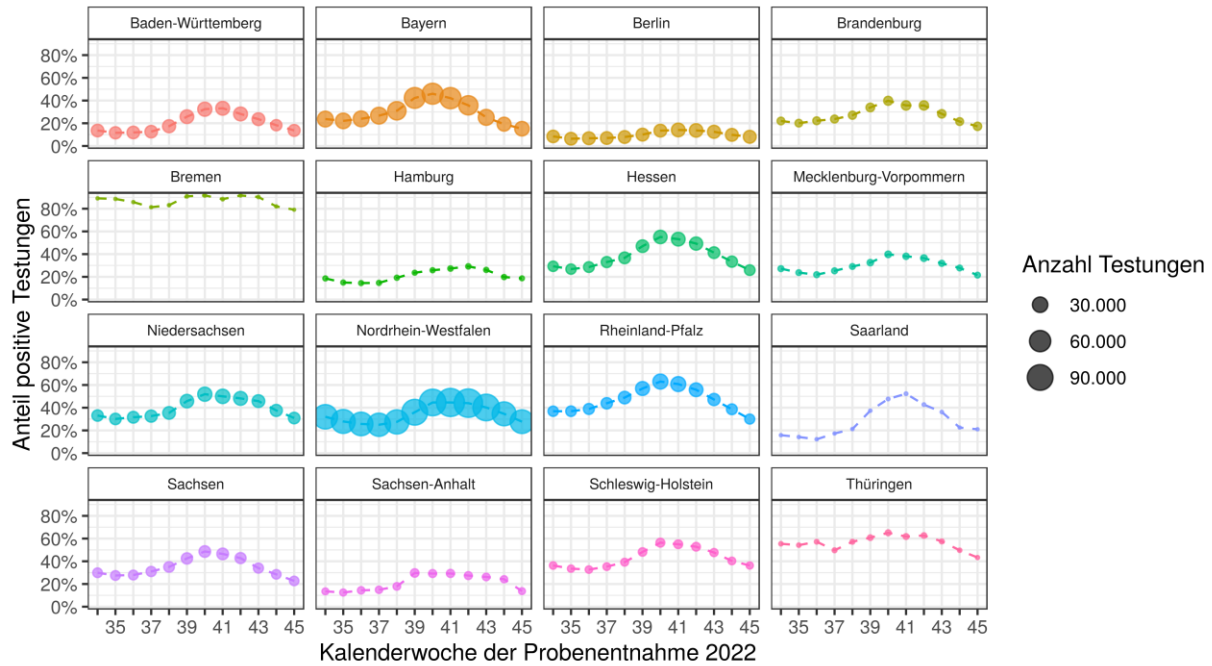 Baden-Württemberg
Bayern
Berlin
Brandenburg
80%
60%
40%
20%
0%
Bremen
Hamburg
Hessen
Mecklenburg-Vorpommern
80%
60%
40%
20%
0%
Niedersachsen
Nordrhein-Westfalen
Rheinland-Pfalz
Saarland
80%
60%
40%
20%
0%
Sachsen
Sachsen-Anhalt
Schleswig-Holstein
Thüringen
80%
60%
40%
20%
0%
35 37 39 41 43 45
35 37 39 41 43 45
35 37 39 41 43 45
35 37 39 41 43 45
Kalenderwoche der Probenentnahme 2022
Anteil positive Testungen
Anzahl Testungen
30.000
60.000
90.000